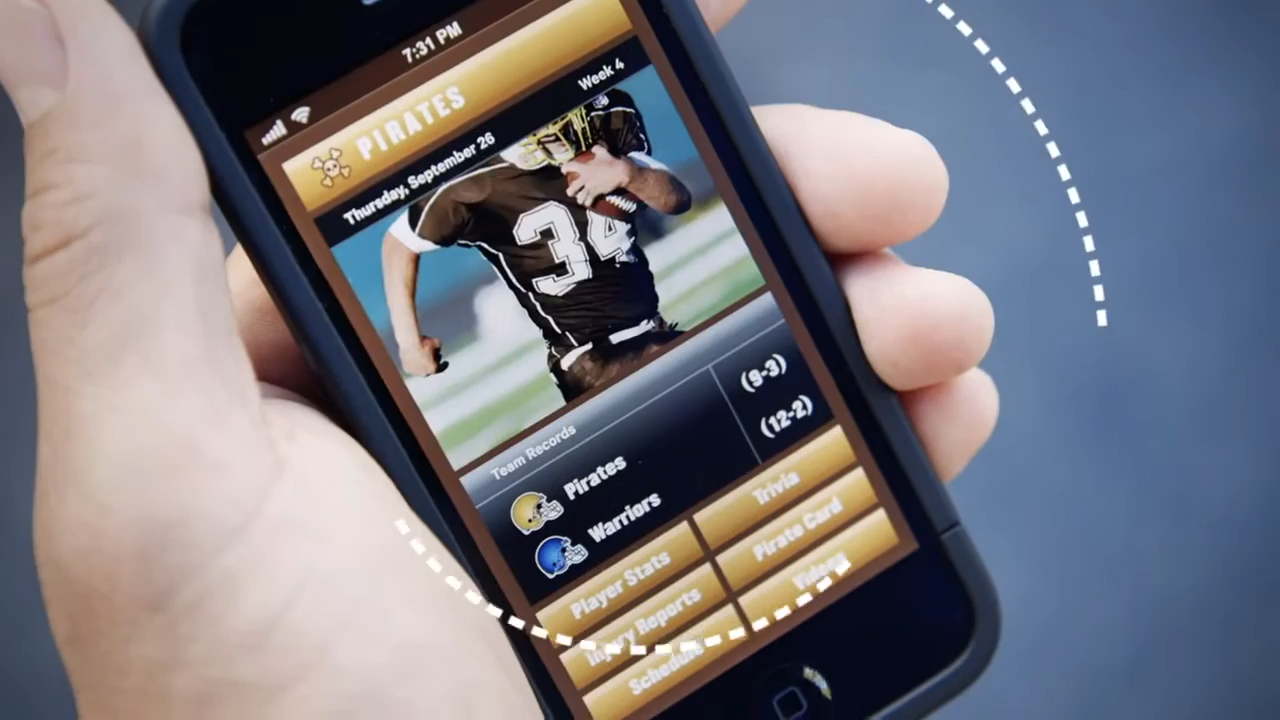 7:31 PM
PIRATES
Thursday, September 26
Week 4
34
Team Records
Pirates (9-3)
Warriors (12-2)
Player Stats
Trivia
Injury Reports
Pirate Card
Schedule
Videos